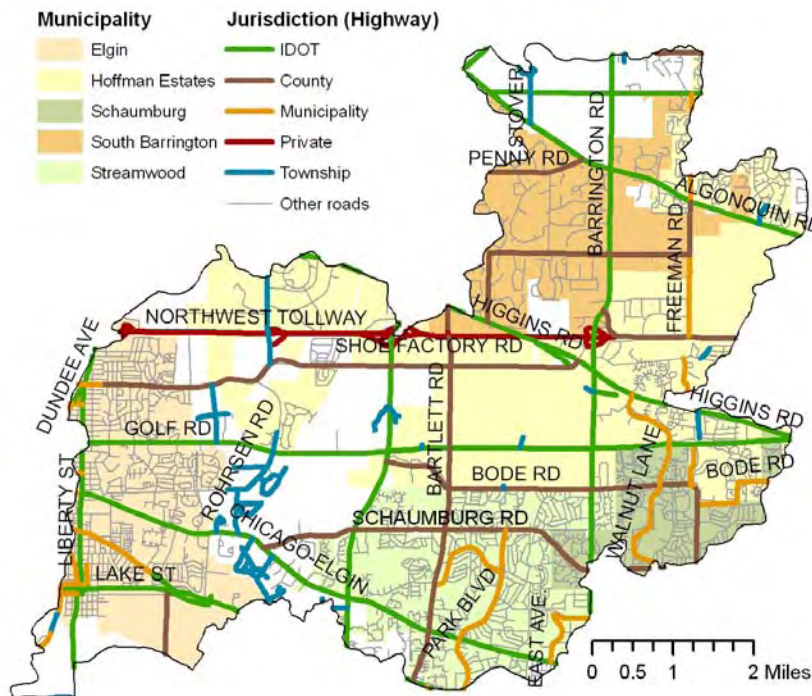 Municipality
Elgin
Hoffman Estates
Schaumburg
South Barrington
Streamwood
Jurisdiction (Highway)
IDOT
County
Municipality
Private
Township
Other roads
STOVER
BARRINGTON RD
PENNY RD
ALGONQUIN RD
FREEMAN RD
NORTHWEST TOLLWAY
HIGGINS RD
SHOE FACTORY RD
DUNDEE AVE
BARTLETT RD
HIGGINS RD
GOLF RD
ROHRSEN RD
BODE RD
BODE RD
WALNUT LANE
LIBERTY ST
SCHAUMBURG RD
CHICAGO-ELGIN
LAKE ST
PARK BLVD
EAST AVE.
0 0.5 1 2 Miles